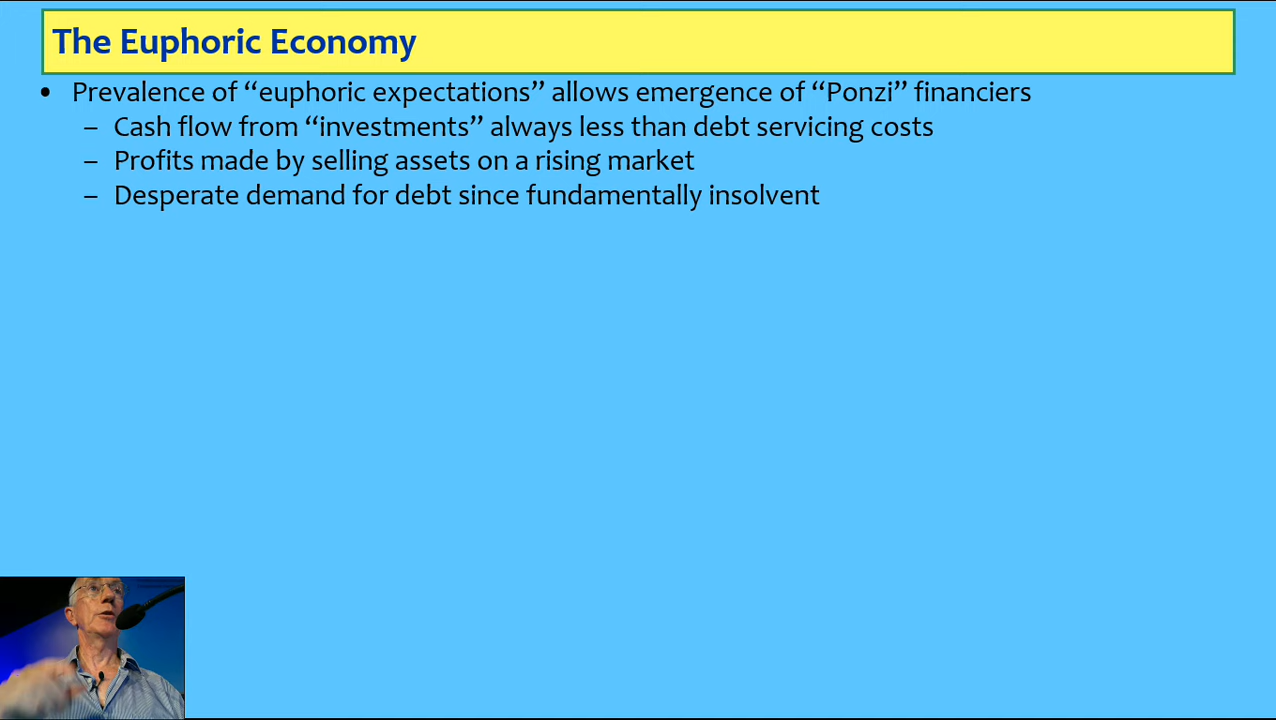 The Euphoric Economy
• Prevalence of “euphoric expectations” allows emergence of “Ponzi” financiers
– Cash flow from “investments” always less than debt servicing costs
– Profits made by selling assets on a rising market
– Desperate demand for debt since fundamentally insolvent